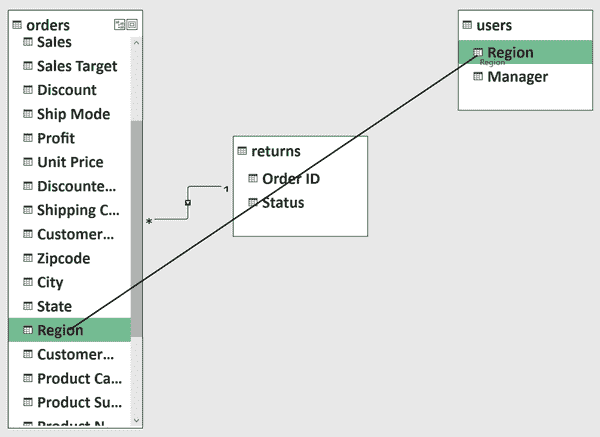 orders
Sales
Sales Target
Discount
Ship Mode
Profit
Unit Price
Discounte...
Shipping C...
Customer...
Zipcode
City
State
Region
Customer...
Product Ca...
Product Su...
Product N
*
1
returns
Order ID
Status
users
Region
Region
Manager